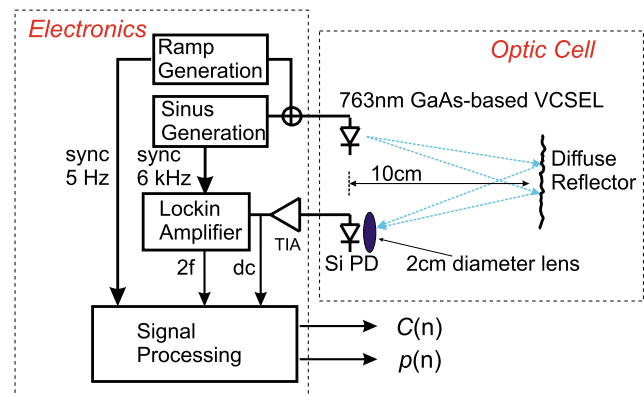 Electronics
Optic Cell
Ramp
Generation
763nm GaAs-based VCSEL
Sinus
Generation
sync
5 Hz
sync
6 kHz
10cm
Diffuse
Reflector
Lockin
Amplifier
TIA
Si PD
2cm diameter lens
2f
dc
Signal
Processing
C(n)
p(n)